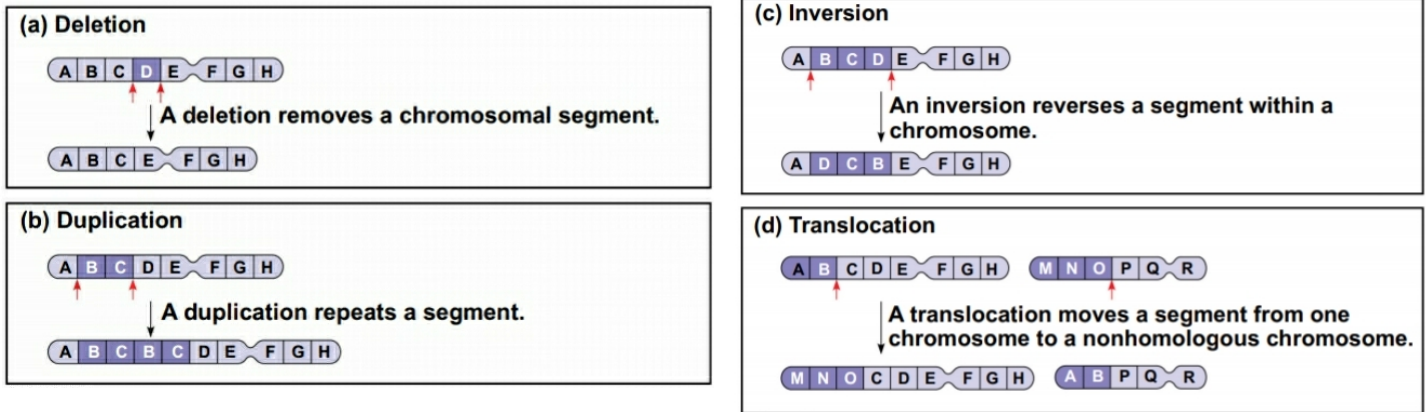 (a) Deletion
A B C D E F G H
A deletion removes a chromosomal segment.
A B C E F G H
(b) Duplication
A B C D E F G H
A duplication repeats a segment.
A B C B C D E F G H
(c) Inversion
A B C D E F G H
An inversion reverses a segment within a
chromosome.
A D C B E F G H
(d) Translocation
A B C D E F G H M N O P Q R
A translocation moves a segment from one
chromosome to a nonhomologous chromosome.
M N O C D E F G H A B P Q R